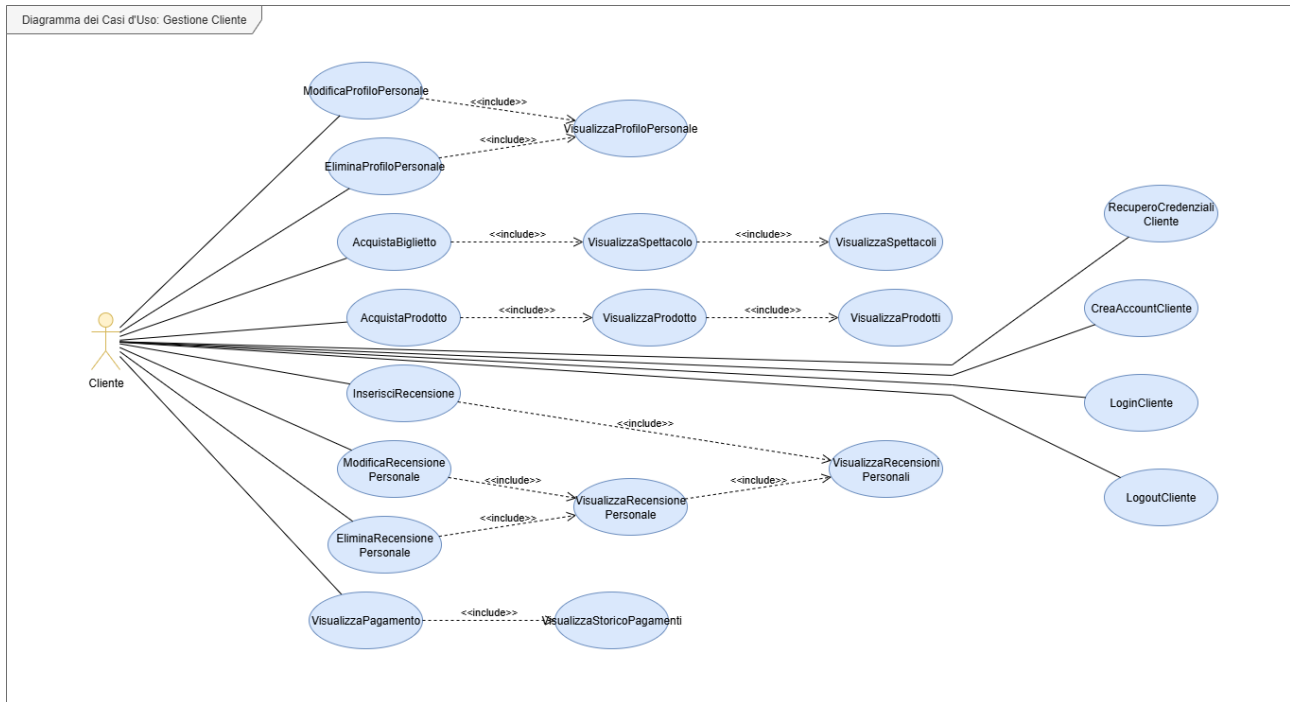 Diagramma dei Casi d'Uso: Gestione Cliente
ModificaProfiloPersonale
<<include>>
VisualizzaProfiloPersonale
<<include>>
EliminaProfiloPersonale
RecuperoCredenziali
Cliente
AcquistaBiglietto
<<include>>
VisualizzaSpettacolo
<<include>>
VisualizzaSpettacoli
CreaAccountCliente
AcquistaProdotto
<<include>>
VisualizzaProdotto
<<include>>
VisualizzaProdotti
Cliente
InserisciRecensione
<<include>>
LoginCliente
ModificaRecensione
Personale
<<include>>
VisualizzaRecensione
Personale
<<include>>
VisualizzaRecensioni
Personali
LogoutCliente
<<include>>
EliminaRecensione
Personale
VisualizzaPagamento
<<include>>
VisualizzaStoricoPagamenti